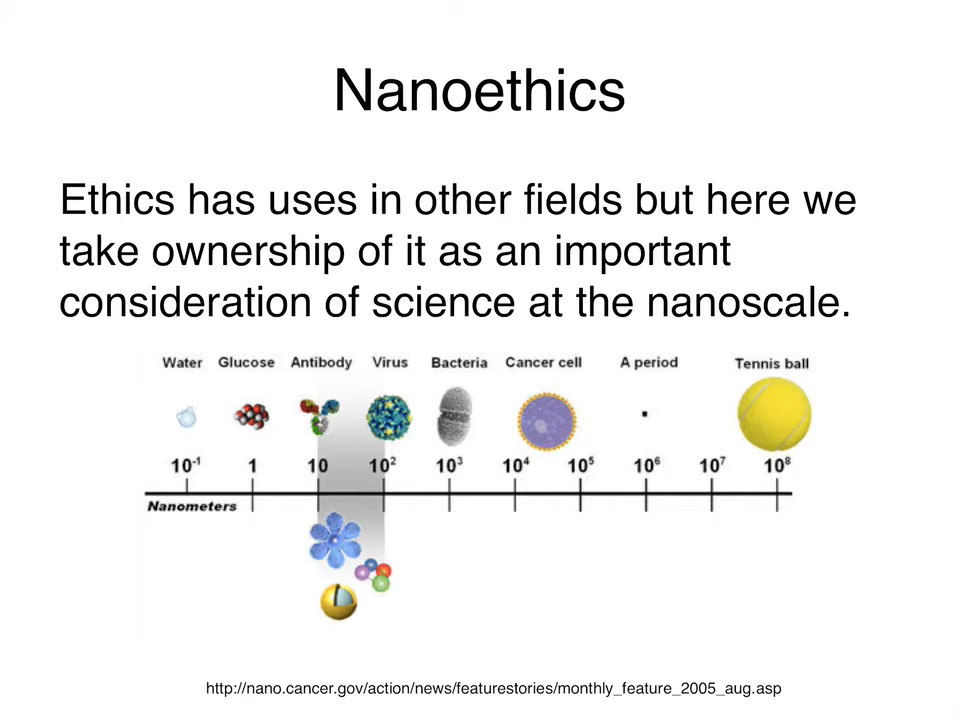 Nanoethics
Ethics has uses in other fields but here we
take ownership of it as an important
consideration of science at the nanoscale.
Water Glucose Antibody Virus Bacteria Cancer cell A period Tennis ball
10⁻¹ 1 10 10² 10³ 10⁴ 10⁵ 10⁶ 10⁷ 10⁸
Nanometers
http://nano.cancer.gov/action/news/featurestories/monthly_feature_2005_aug.asp